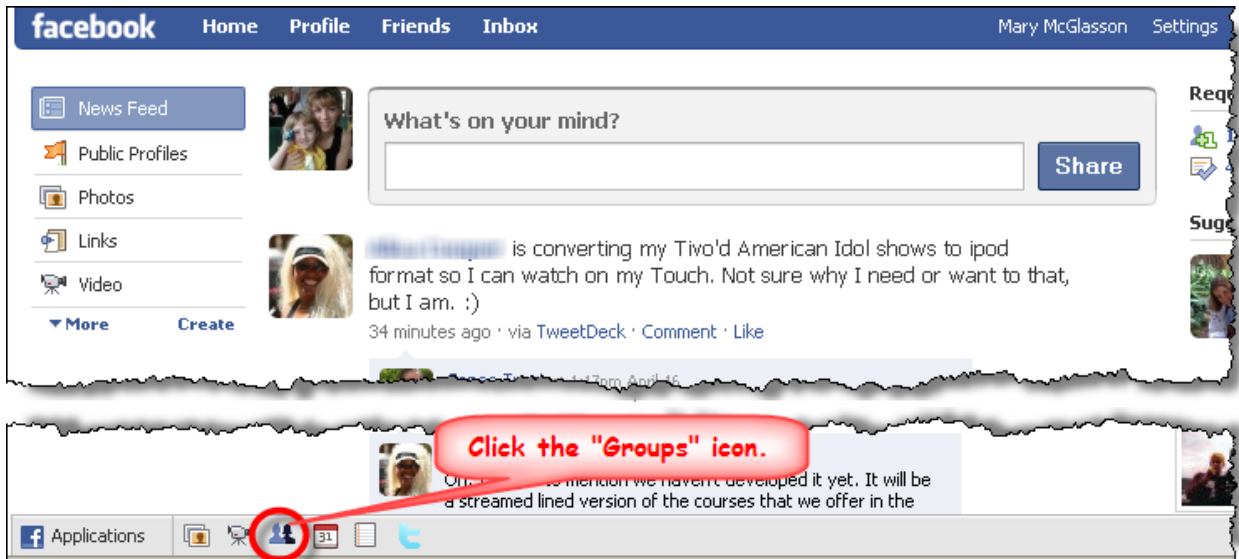 facebook Home Profile Friends Inbox Mary McGlasson Settings
News Feed
Public Profiles
Photos
Links
Video
More Create
What's on your mind?
Share
is converting my Tivo'd American Idol shows to ipod
format so I can watch on my Touch. Not sure why I need or want to that,
but I am. :)
34 minutes ago · via TweetDeck · Comment · Like
Click the "Groups" icon.
mention we haven't developed it yet. It will be
a streamed lined version of the courses that we offer in the
Applications
31